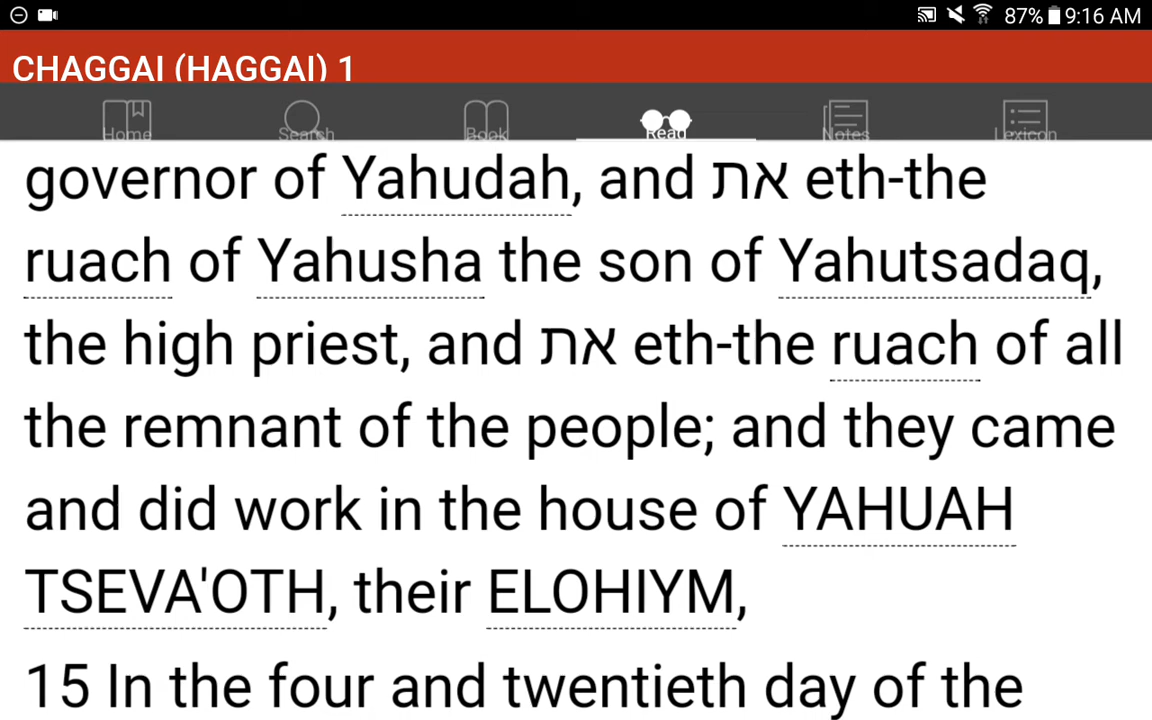 87% 9:16 AM
CHAGGAI (HAGGAI) 1
Home Search Book Read Notes Lexicon
governor of Yahudah, and את eth-the
ruach of Yahusha the son of Yahutsadaq,
the high priest, and את eth-the ruach of all
the remnant of the people; and they came
and did work in the house of YAHUAH
TSEVA'OTH, their ELOHIYM,
15 In the four and twentieth day of the